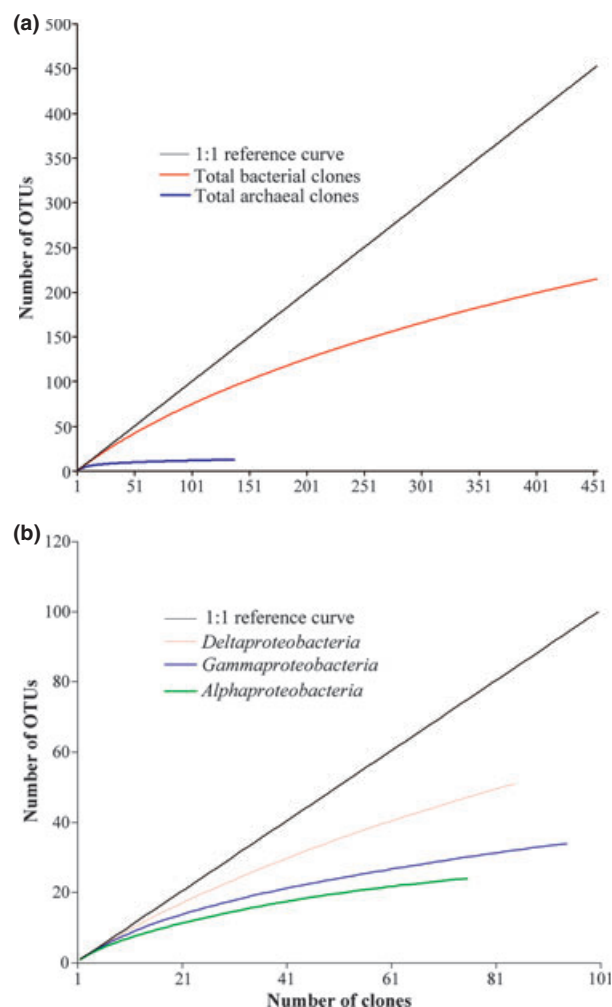 (a)
500
450
400
350
300
250
200
150
100
50
0
Number of OTUs
1:1 reference curve
Total bacterial clones
Total archaeal clones
1 51 101 151 201 251 301 351 401 451
(b)
120
100
80
60
40
20
0
Number of OTUs
1:1 reference curve
Deltaproteobacteria
Gammaproteobacteria
Alphaproteobacteria
1 21 41 61 81 101
Number of clones